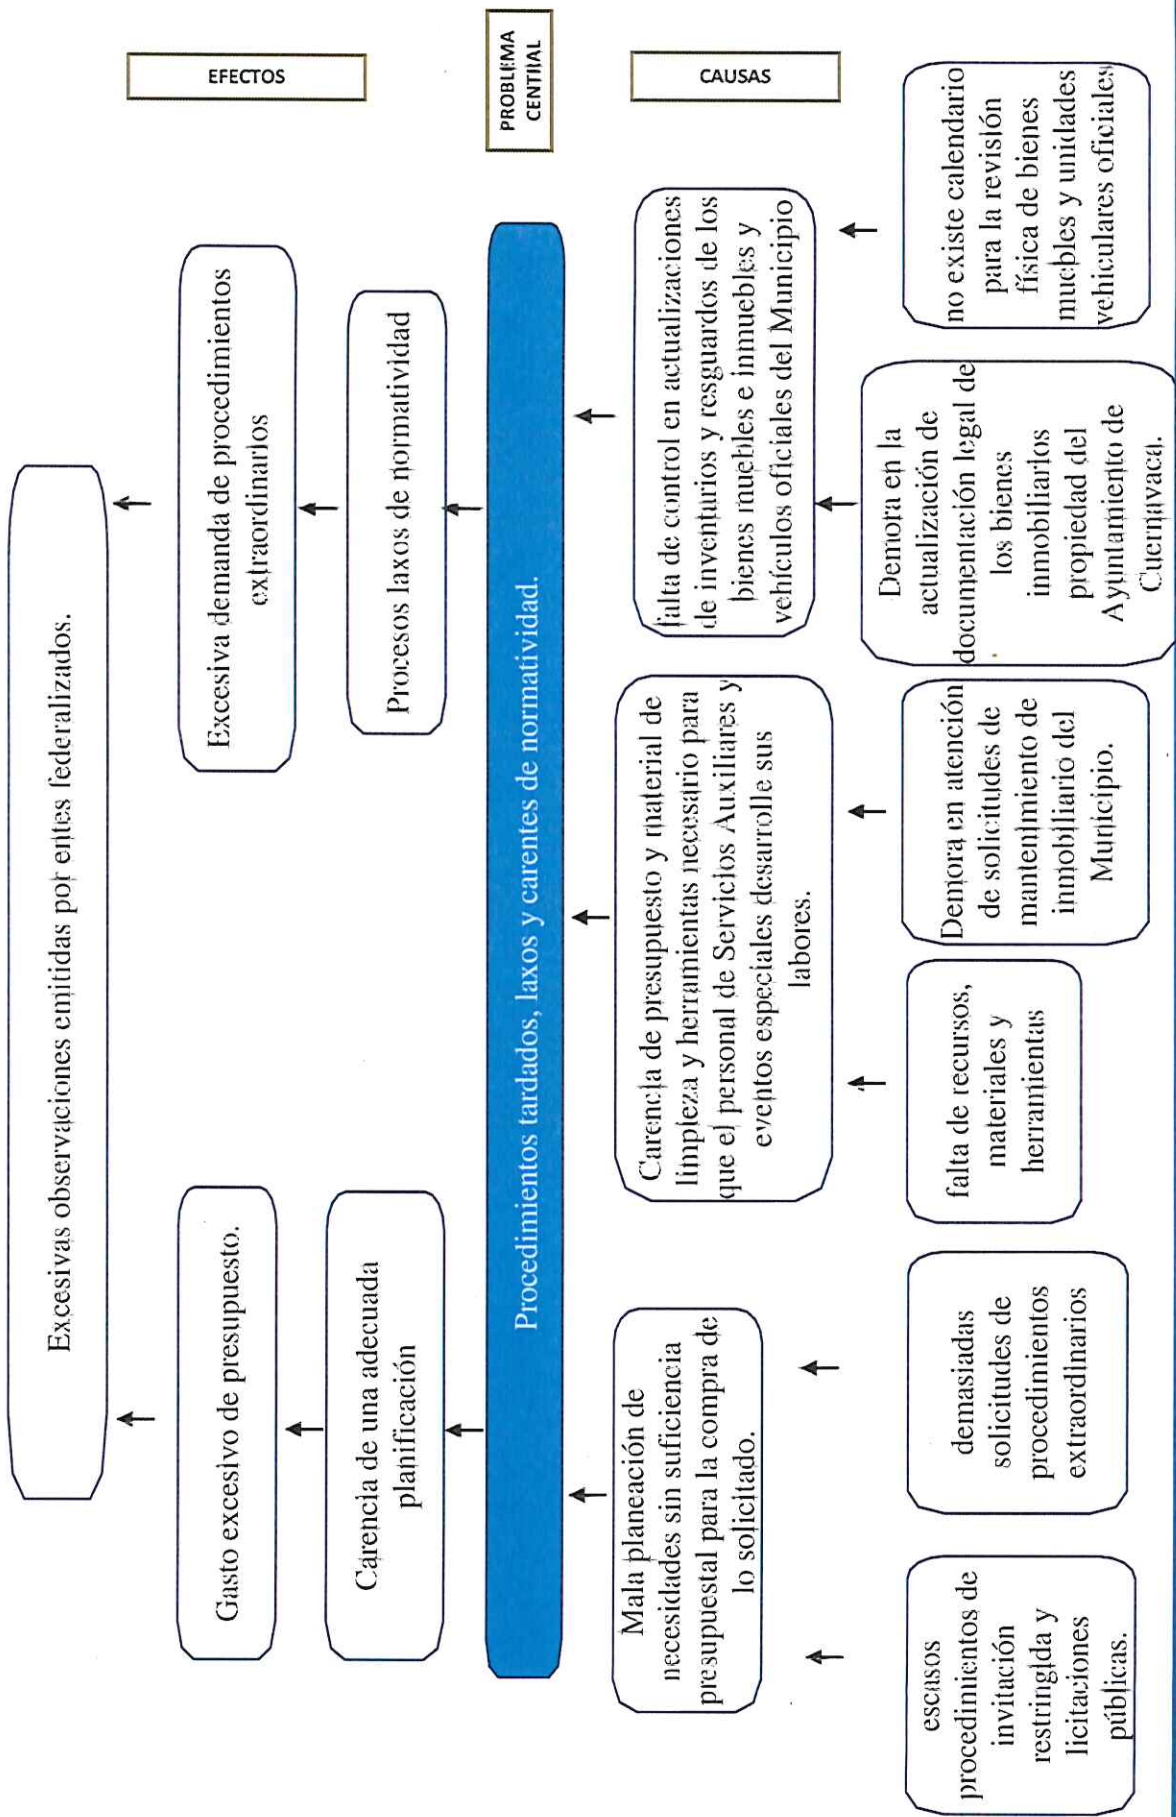 Excesivas observaciones emitidas por entes federalizados.
EFECTOS
Gasto excesivo de presupuesto.
Excesiva demanda de procedimientos
extraordinarios
Carencia de una adecuada
planificación
Procesos laxos de normatividad
PROBLEMA
CENTRAL
Procedimientos tardados, laxos y carentes de normatividad.
CAUSAS
Mala planeación de
necesidades sin suficiencia
presupuestal para la compra de
lo solicitado.
Carencia de presupuesto y material de
limpieza y herramientas necesario para
que el personal de Servicios Auxiliares y
eventos especiales desarrolle sus
labores.
falta de control en actualizaciones
de inventarios y resguardos de los
bienes muebles e inmuebles y
vehículos oficiales del Municipio
escasos
procedimientos de
invitación
restringida y
licitaciones
públicas.
demasiadas
solicitudes de
procedimientos
extraordinarios
falta de recursos,
materiales y
herramientas
Demora en atención
de solicitudes de
mantenimiento de
inmobiliario del
Municipio.
Demora en la
actualización de
documentación legal de
los bienes
inmobiliarios
propiedad del
Ayuntamiento de
Cuernavaca.
no existe calendario
para la revisión
física de bienes
muebles y unidades
vehiculares oficiales